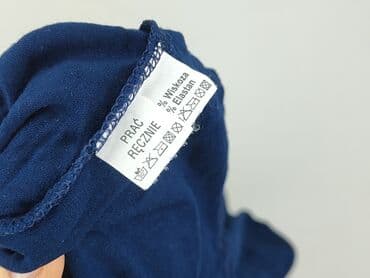 % Wiskoza
% Elastan
PRAĆ
RĘCZNIE